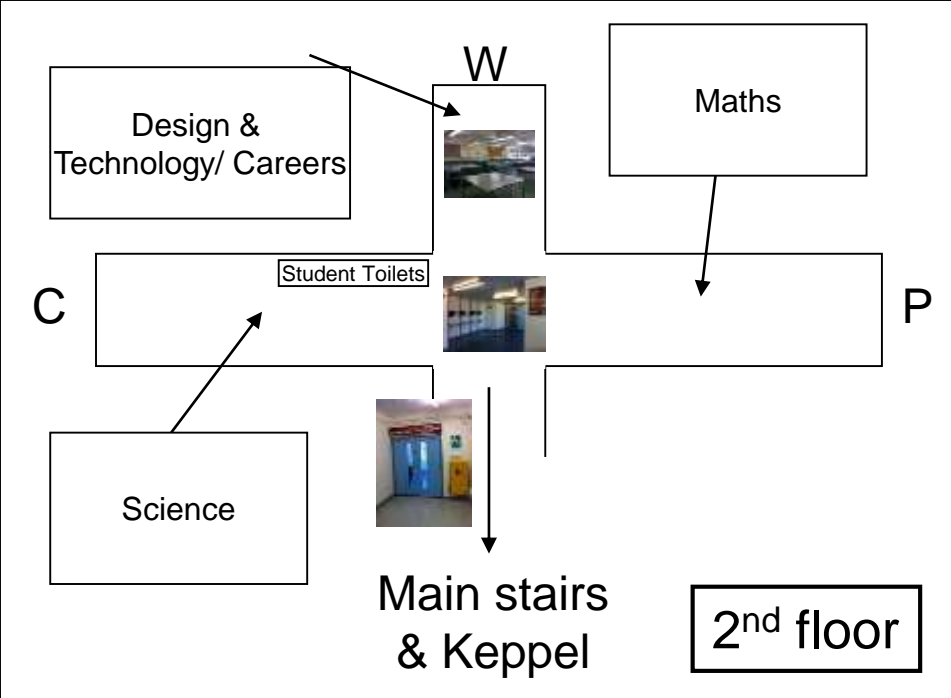 W
Maths
Design &
Technology/ Careers
Student Toilets
C
P
Science
Main stairs
& Keppel
2nd floor